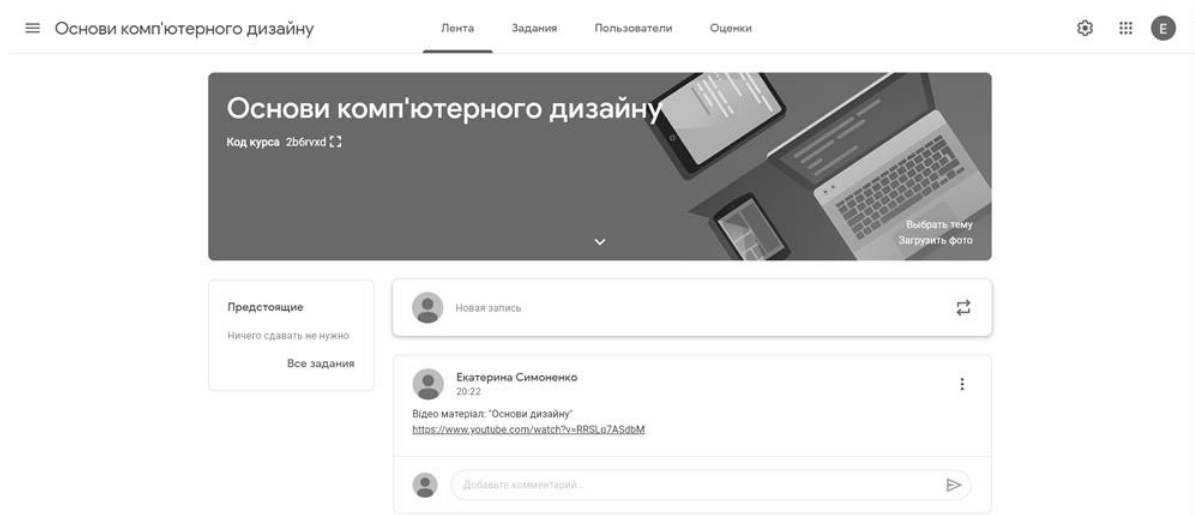 Основи комп'ютерного дизайну
Лента Задания Пользователи Оценки
E
Основи комп'ютерного дизайну
Код курса 2b6rvxd
Выбрать тему
Загрузить фото
Предстоящие
Ничего сдавать не нужно
Все задания
Новая запись
Екатерина Симоненко
20:22
Відео матеріал: "Основи дизайну"
https://www.youtube.com/watch?v=RRSLq7ASdbM
Добавьте комментарий...